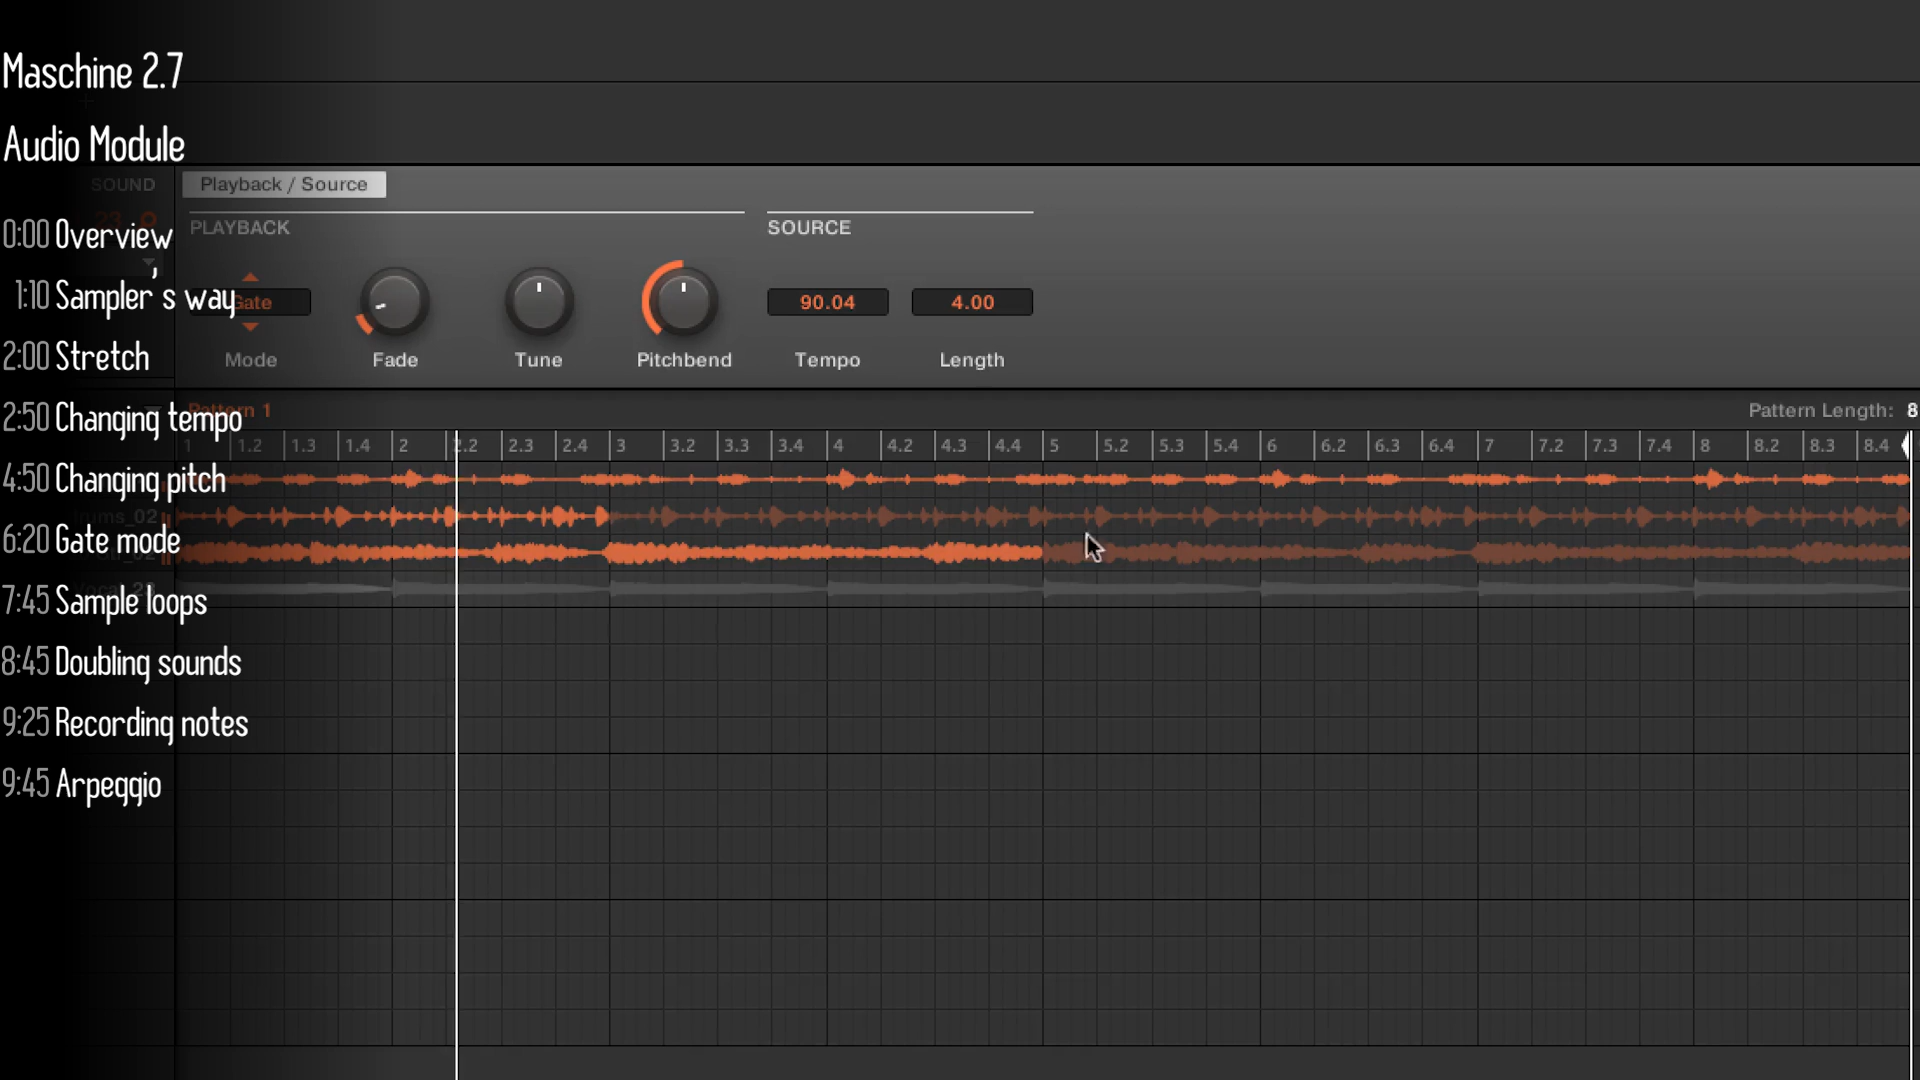 Maschine 2.7
Audio Module
SOUND
Playback / Source
0:00 Overview
PLAYBACK
SOURCE
1:10 Sampler's way
Gate
90.04
4.00
2:00 Stretch
Mode
Fade
Tune
Pitchbend
Tempo
Length
2:50 Changing tempo
Pattern 1
Pattern Length: 8
1 1.2 1.3 1.4 2 2.2 2.3 2.4 3 3.2 3.3 3.4 4 4.2 4.3 4.4 5 5.2 5.3 5.4 6 6.2 6.3 6.4 7 7.2 7.3 7.4 8 8.2 8.3 8.4
4:50 Changing pitch
6:20 Gate mode
7:45 Sample loops
8:45 Doubling sounds
9:25 Recording notes
9:45 Arpeggio